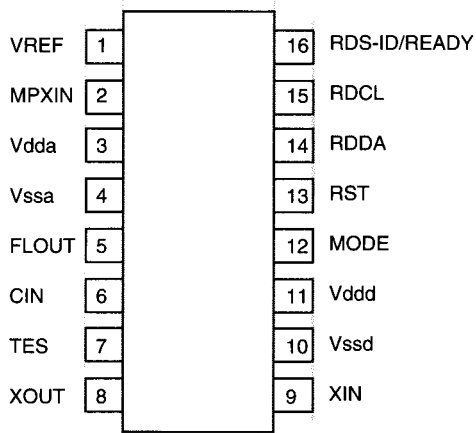 VREF 1 16 RDS-ID/READY
MPXIN 2 15 RDCL
Vdda 3 14 RDDA
Vssa 4 13 RST
FLOUT 5 12 MODE
CIN 6 11 Vddd
TES 7 10 Vssd
XOUT 8 9 XIN